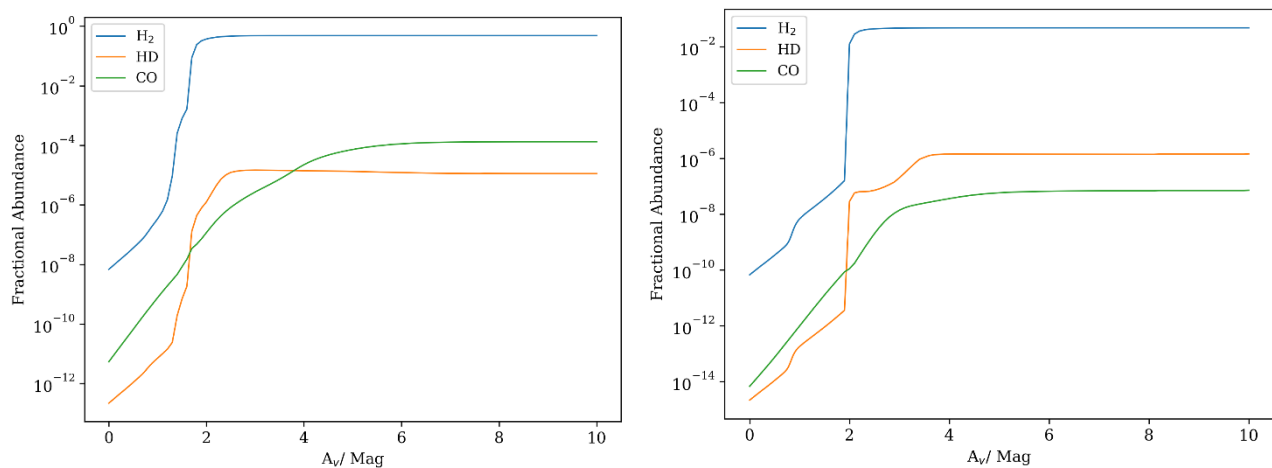 H₂
HD
CO
10⁰
10⁻²
10⁻⁴
10⁻⁶
10⁻⁸
10⁻¹⁰
10⁻¹²
Fractional Abundance
0 2 4 6 8 10
Aᵥ/ Mag
H₂
HD
CO
10⁻²
10⁻⁴
10⁻⁶
10⁻⁸
10⁻¹⁰
10⁻¹²
10⁻¹⁴
Fractional Abundance
0 2 4 6 8 10
Aᵥ/ Mag